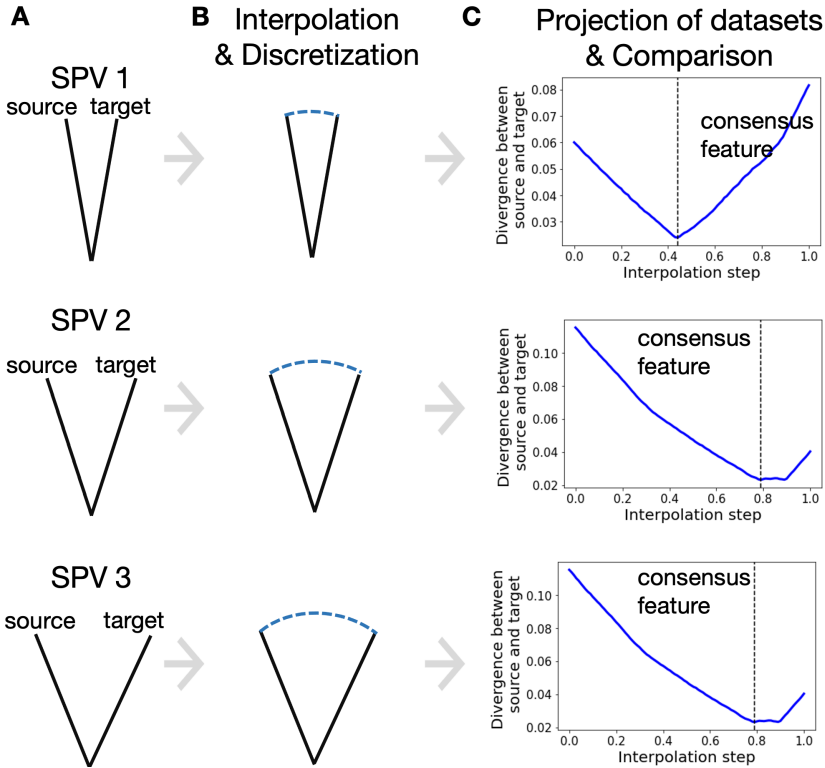 A
B
Interpolation
& Discretization
C
Projection of datasets
& Comparison
SPV 1
source target
Divergence between
source and target
0.08
0.07
0.06
0.05
0.04
0.03
consensus
feature
0.0 0.2 0.4 0.6 0.8 1.0
Interpolation step
SPV 2
source target
Divergence between
source and target
0.10
0.08
0.06
0.04
0.02
consensus
feature
0.0 0.2 0.4 0.6 0.8 1.0
Interpolation step
SPV 3
source target
Divergence between
source and target
0.10
0.08
0.06
0.04
0.02
consensus
feature
0.0 0.2 0.4 0.6 0.8 1.0
Interpolation step